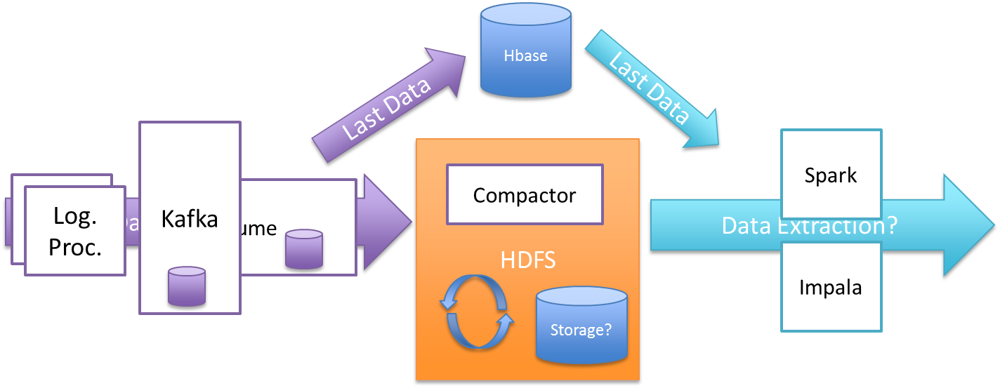 Hbase
Last Data
Last Data
Log.
Proc.
Kafka
ume
Compactor
HDFS
Storage?
Spark
Data Extraction?
Impala